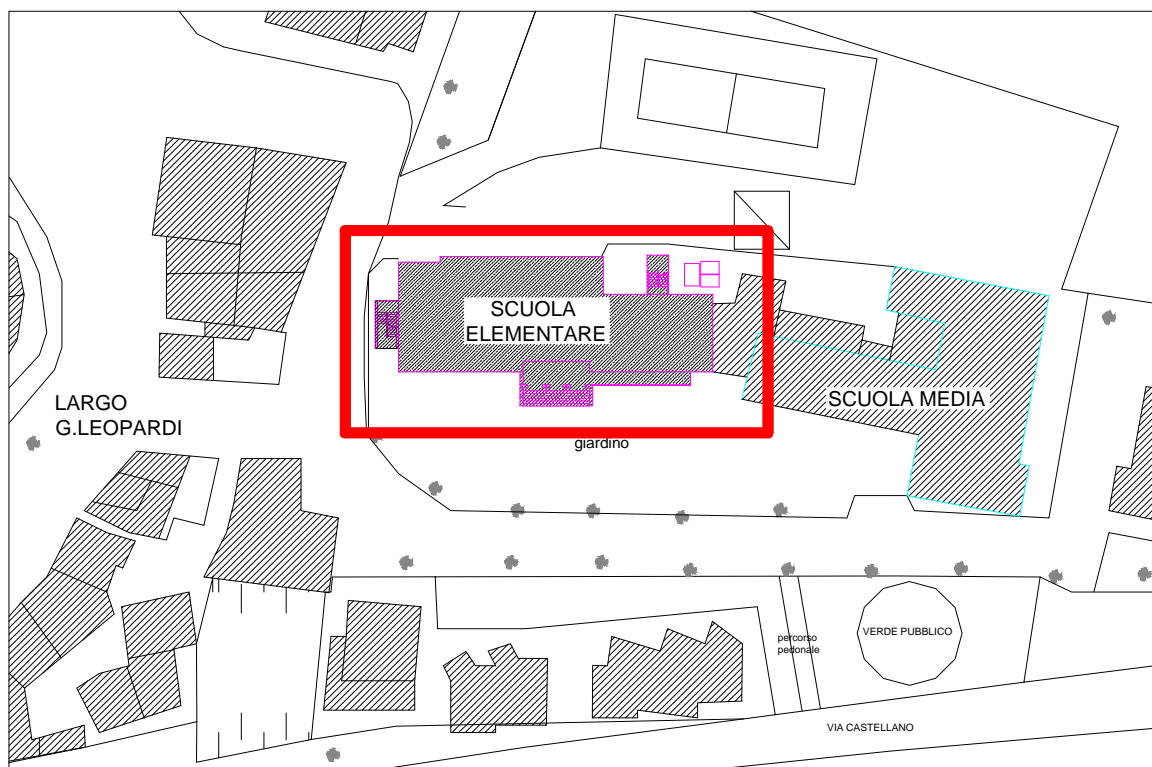 SCUOLA
ELEMENTARE
SCUOLA MEDIA
LARGO
G.LEOPARDI
giardino
percorso
pedonale
VERDE PUBBLICO
VIA CASTELLANO